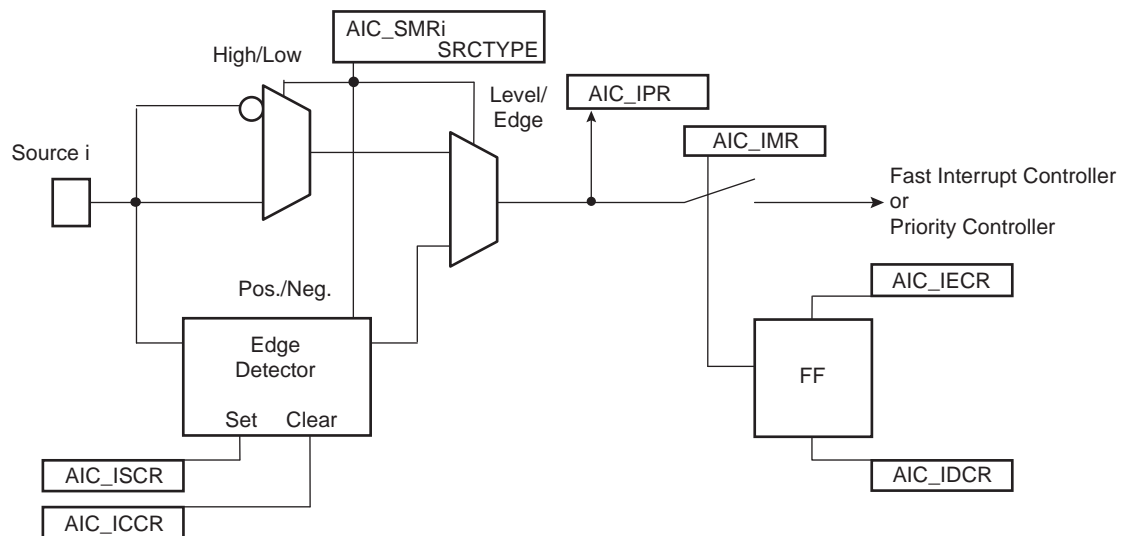 AIC_SMRi
SRCTYPE
High/Low
Level/
Edge
AIC_IPR
AIC_IMR
Source i
Fast Interrupt Controller
or
Priority Controller
Pos./Neg.
AIC_IECR
Edge
Detector
FF
Set Clear
AIC_ISCR
AIC_IDCR
AIC_ICCR